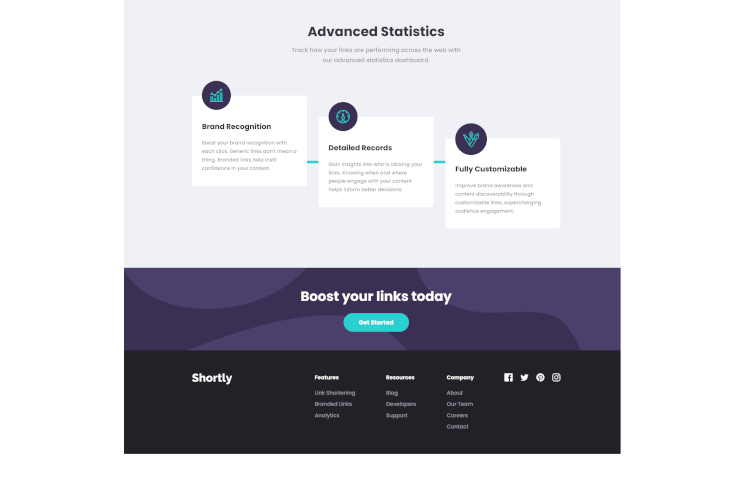 Advanced Statistics
Track how your links are performing across the web with
our advanced statistics dashboard.
Brand Recognition
Boost your brand recognition with
each click. Generic links don't mean a
thing. Branded links help instil
confidence in your content.
Detailed Records
Gain insights into who is clicking your
links. Knowing when and where
people engage with your content
helps inform better decisions.
Fully Customizable
Improve brand awareness and
content discoverability through
customizable links, supercharging
audience engagement.
Boost your links today
Get Started
Shortly
Features
Link Shortening
Branded Links
Analytics
Resources
Blog
Developers
Support
Company
About
Our Team
Careers
Contact